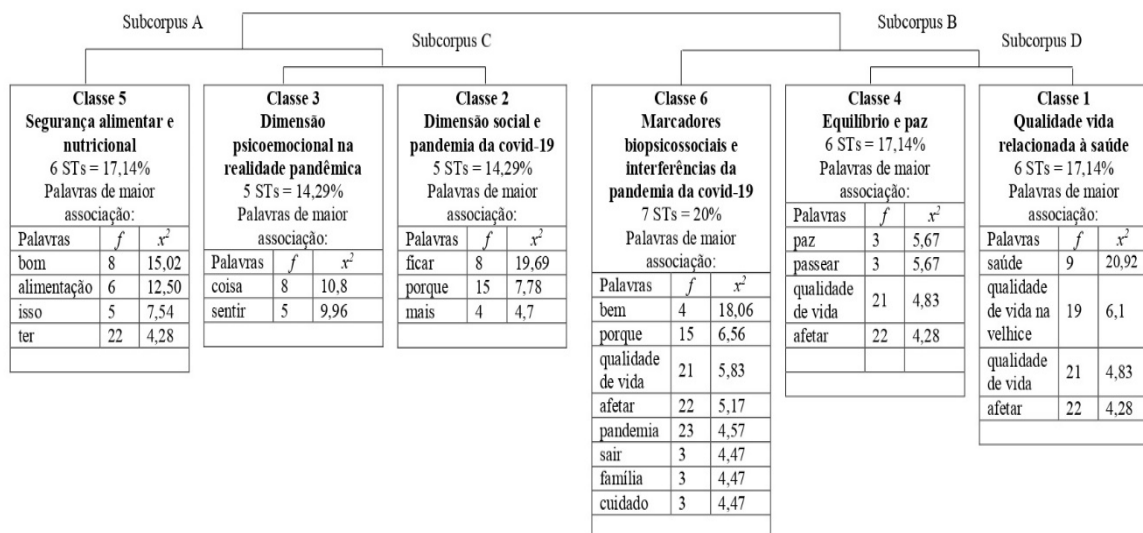 Subcorpus A
Subcorpus C
Subcorpus B
Subcorpus D
Classe 5
Segurança alimentar e
nutricional
6 STs = 17,14%
Palavras de maior
associação:
Palavras f x²
bom 8 15,02
alimentação 6 12,50
isso 5 7,54
ter 22 4,28
Classe 3
Dimensão
psicoemocional na
realidade pandêmica
5 STs = 14,29%
Palavras de maior
associação:
Palavras f x²
coisa 8 10,8
sentir 5 9,96
Classe 2
Dimensão social e
pandemia da covid-19
5 STs = 14,29%
Palavras de maior
associação:
Palavras f x²
ficar 8 19,69
porque 15 7,78
mais 4 4,7
Classe 6
Marcadores
biopsicossociais e
interferências da
pandemia da covid-19
7 STs = 20%
Palavras de maior
associação:
Palavras f x²
bem 4 18,06
porque 15 6,56
qualidade
de vida 21 5,83
afetar 22 5,17
pandemia 23 4,57
sair 3 4,47
família 3 4,47
cuidado 3 4,47
Classe 4
Equilíbrio e paz
6 STs = 17,14%
Palavras de maior
associação:
paz 3 5,67
passear 3 5,67
qualidade
de vida 21 4,83
afetar 22 4,28
Classe 1
Qualidade vida
relacionada à saúde
6 STs = 17,14%
Palavras de maior
associação:
Palavras f x²
saúde 9 20,92
qualidade
de vida na
velhice 19 6,1
qualidade
de vida 21 4,83
afetar 22 4,28